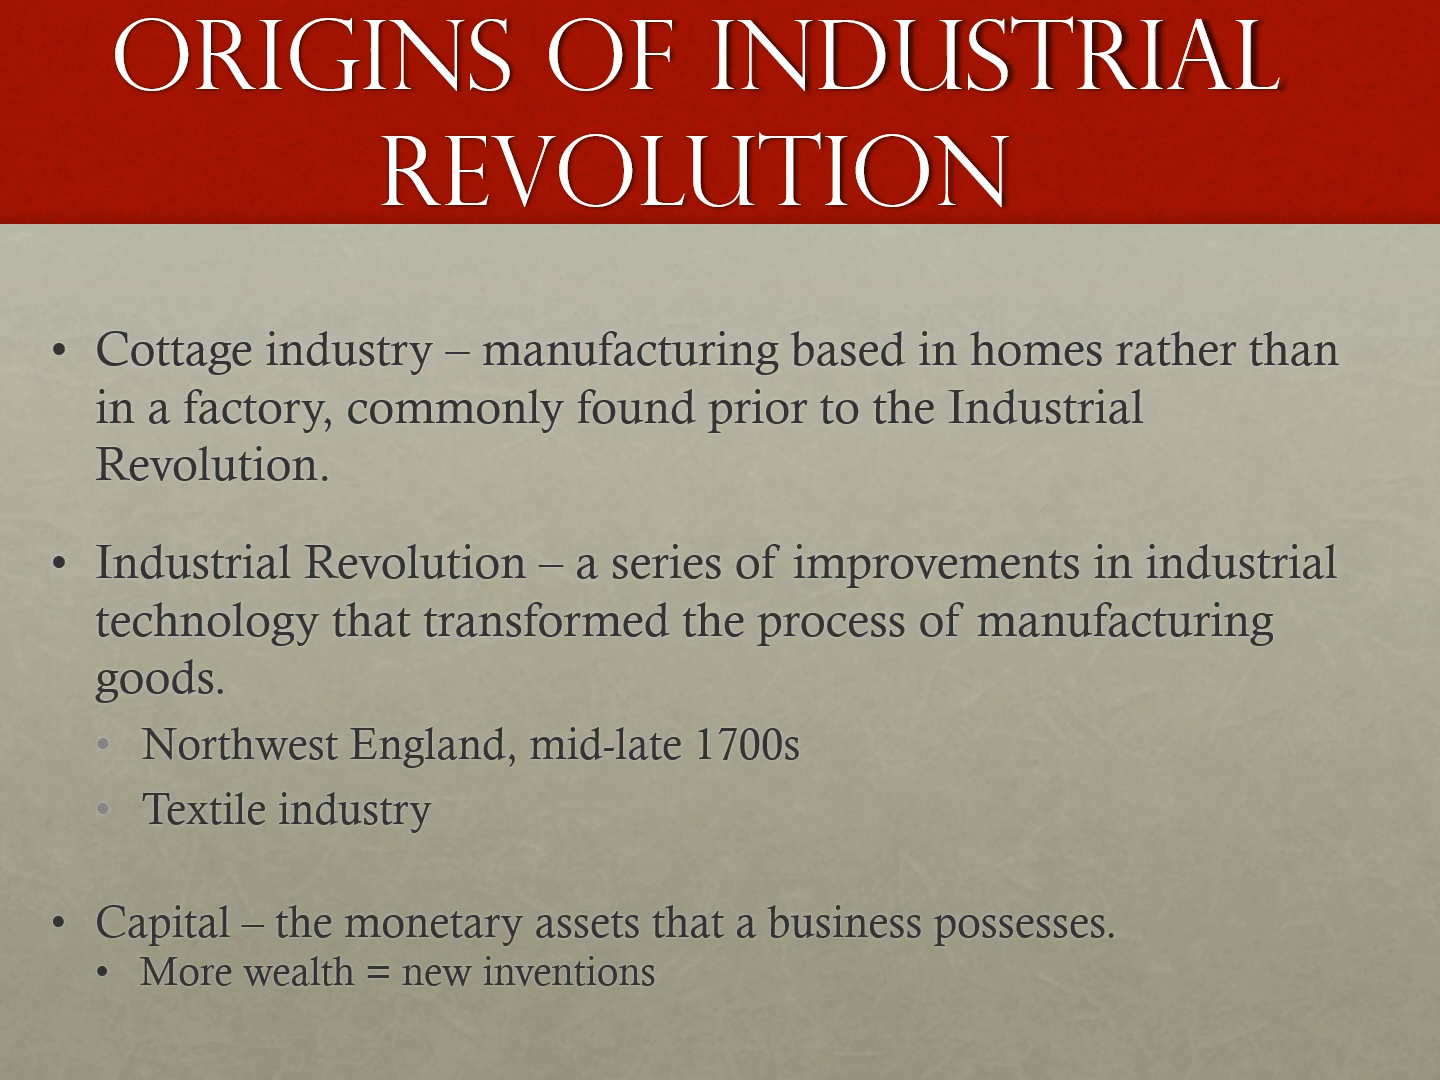 ORIGINS OF INDUSTRIAL
REVOLUTION
• Cottage industry – manufacturing based in homes rather than
in a factory, commonly found prior to the Industrial
Revolution.
• Industrial Revolution – a series of improvements in industrial
technology that transformed the process of manufacturing
goods.
• Northwest England, mid-late 1700s
• Textile industry
• Capital – the monetary assets that a business possesses.
• More wealth = new inventions